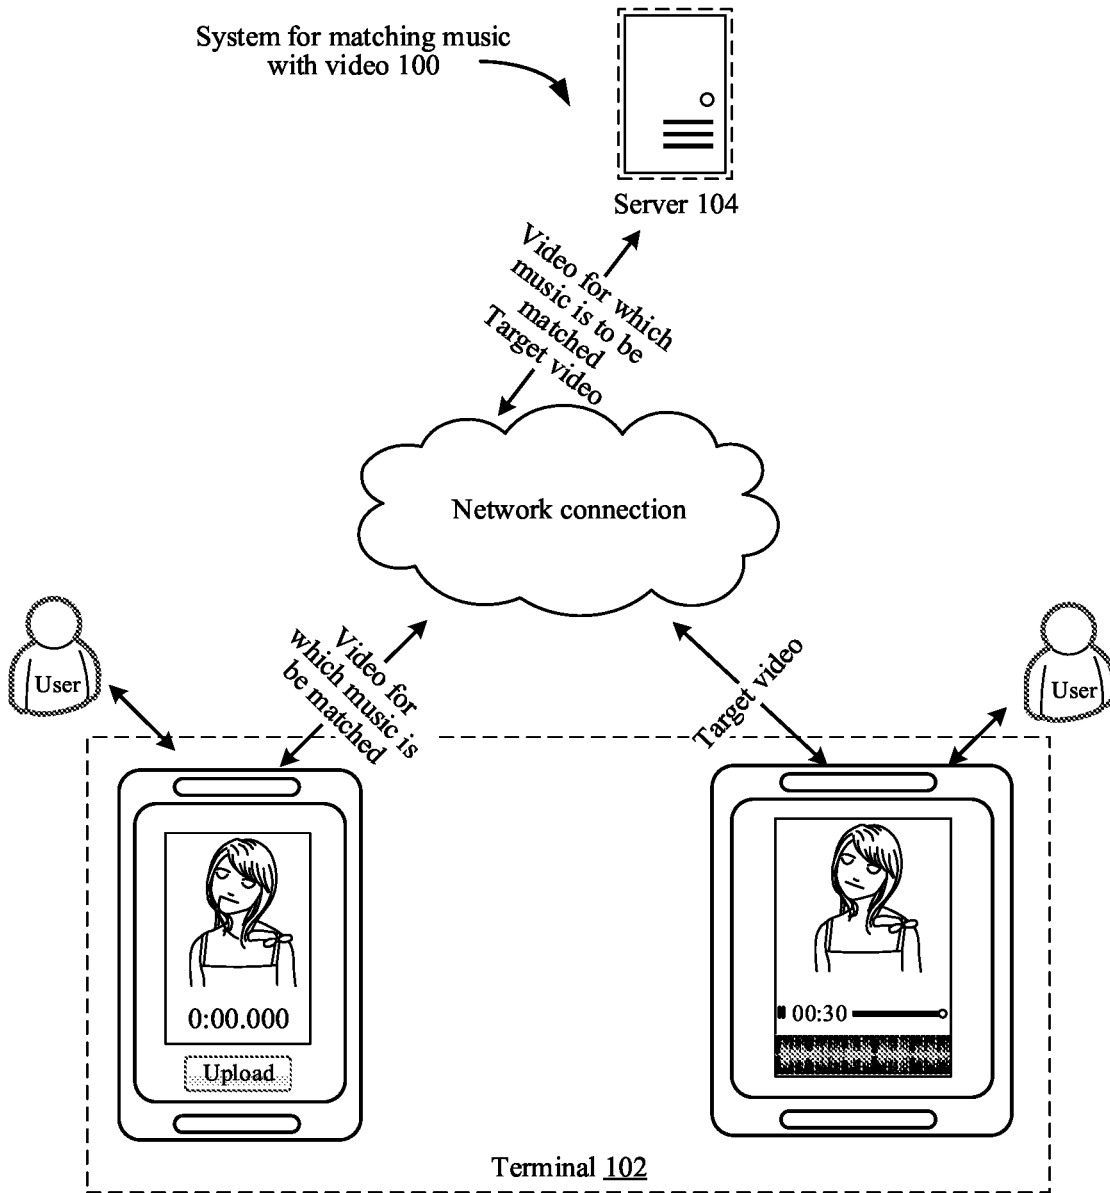 System for matching music
with video 100
Server 104
Video for which
music is to be
matched
Target video
Network connection
User
Video for
which music is
be matched
Target video
User
0:00.000
Upload
00:30
Terminal 102